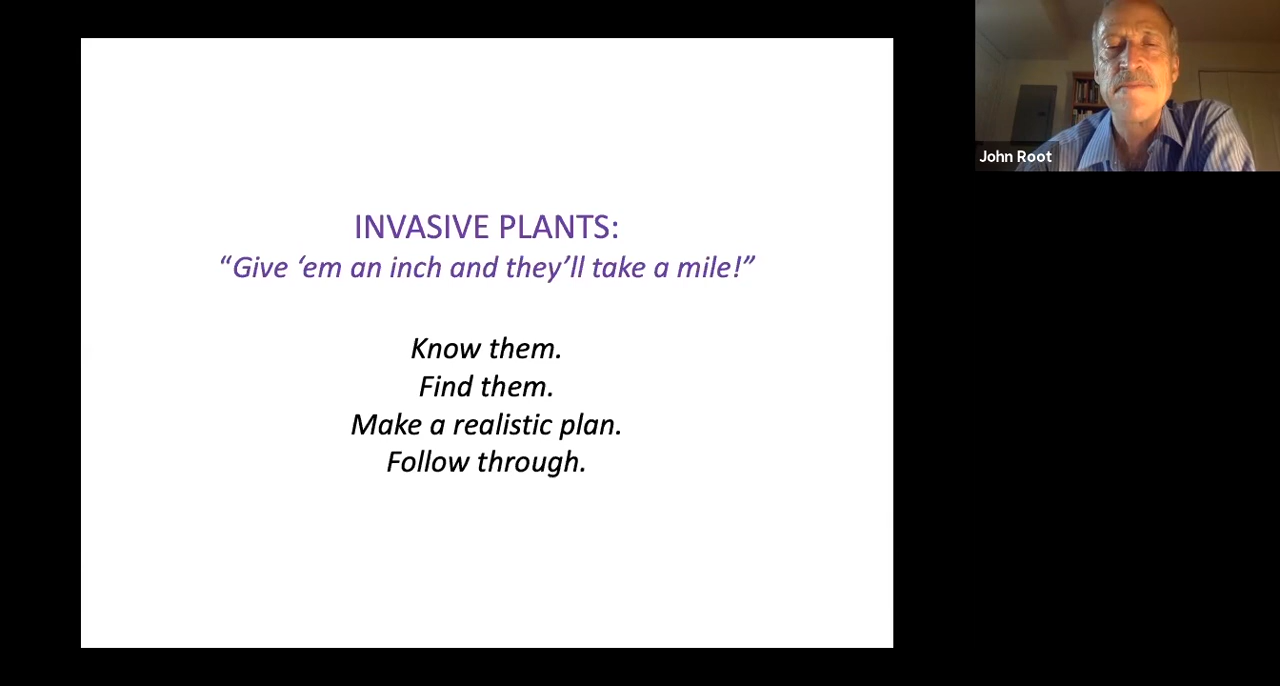 INVASIVE PLANTS:
“Give ‘em an inch and they’ll take a mile!”
Know them.
Find them.
Make a realistic plan.
Follow through.
John Root